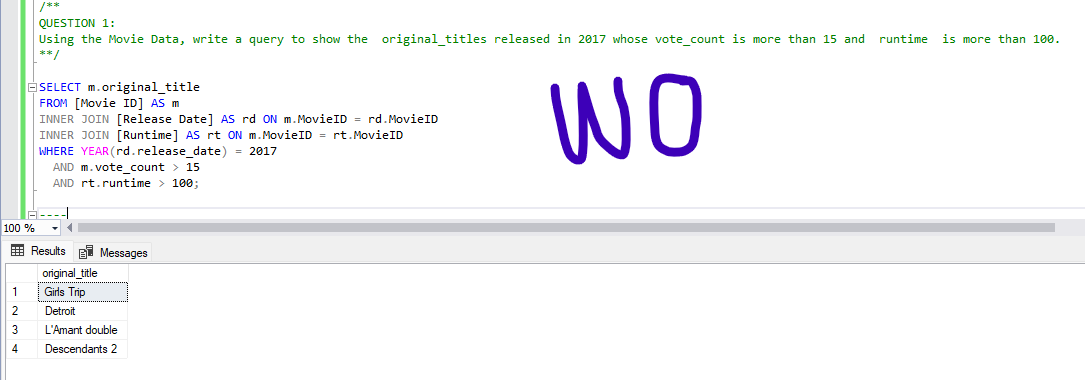 /**
QUESTION 1:
Using the Movie Data, write a query to show the  original_titles released in 2017 whose vote_count is more than 15 and  runtime  is more than 100.
**/
SELECT m.original_title
FROM [Movie ID] AS m
INNER JOIN [Release Date] AS rd ON m.MovieID = rd.MovieID
INNER JOIN [Runtime] AS rt ON m.MovieID = rt.MovieID
WHERE YEAR(rd.release_date) = 2017
AND m.vote_count > 15
AND rt.runtime > 100;
WO
----
100 %
Results Messages
original_title
1 Girls Trip
2 Detroit
3 L'Amant double
4 Descendants 2